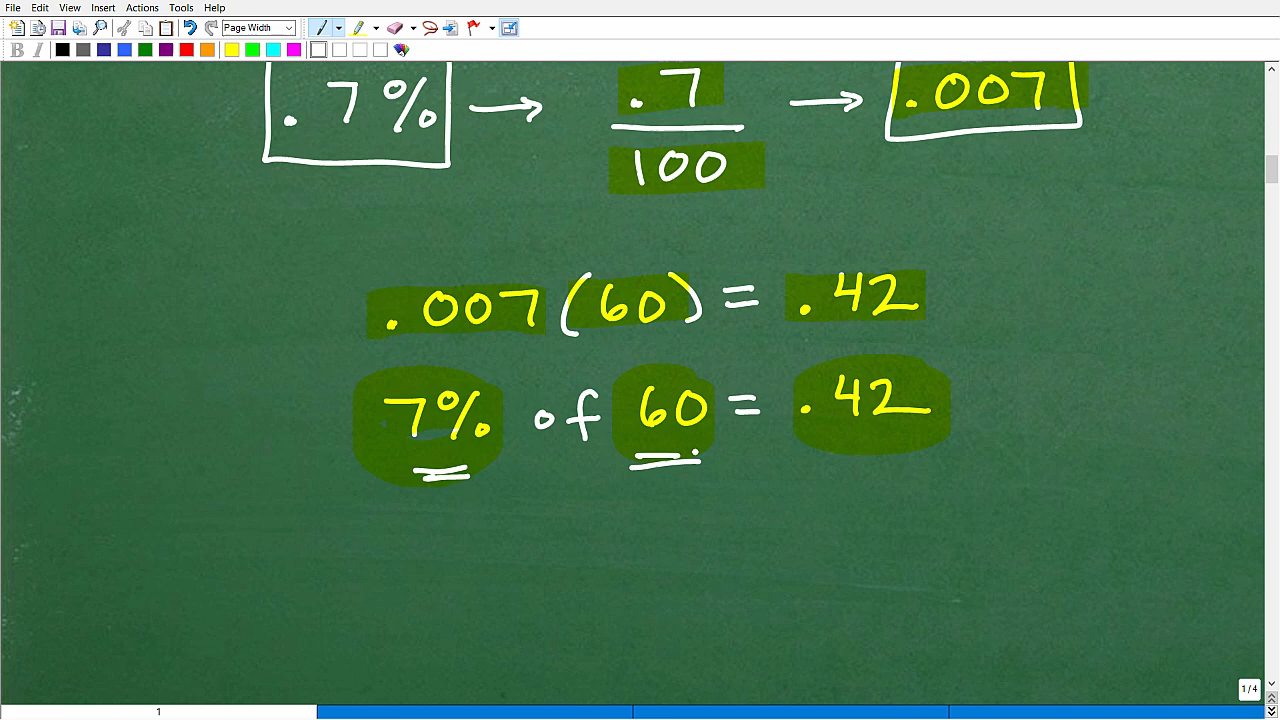 File Edit View Insert Actions Tools Help
Page Width
B I
.7% → .7/100 → .007
.007(60) = .42
7% of 60 = .42
1/4
1